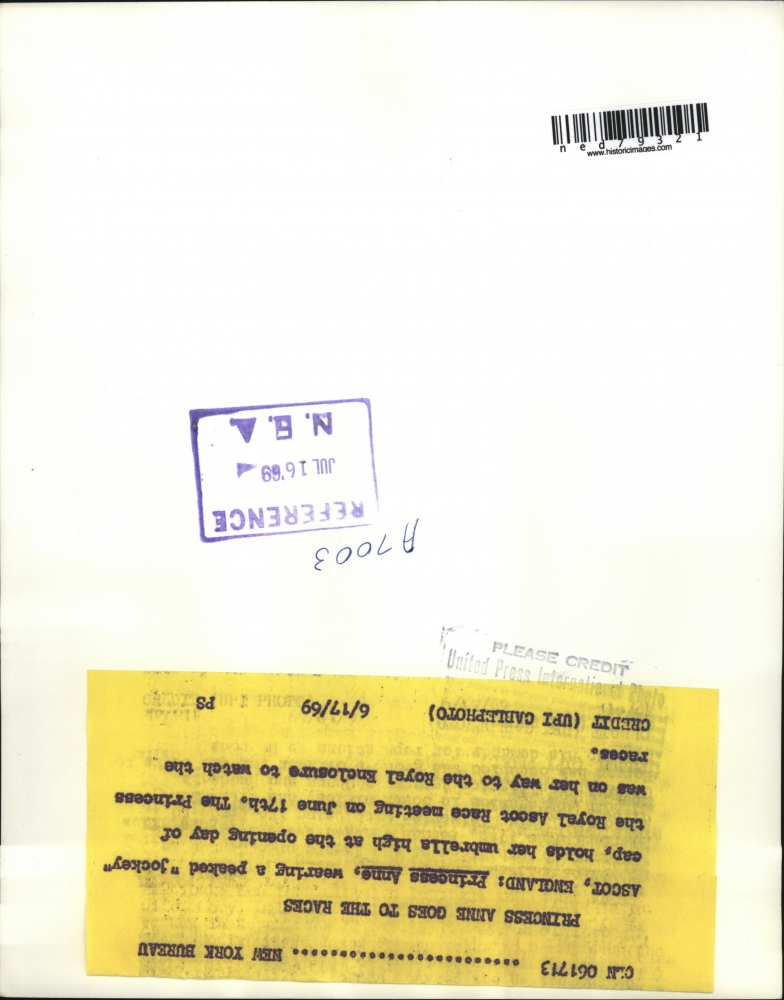 ned79321
www.historicimages.com
N. E. A.
JUL 16 '69
REFERENCE
A7003
PLEASE CREDIT
United Press International Photo
CLN 061713 .......................... NEW YORK BUREAU
PRINCESS ANNE GOES TO THE RACES
ASCOT, ENGLAND: Princess Anne, wearing a peaked "jockey"
cap, holds her umbrella high at the opening day of
the Royal Ascot Race meeting on June 17th. The Princess
was on her way to the Royal Enclosure to watch the
races.
CREDIT (UPI CABLEPHOTO) 6/17/69 PS